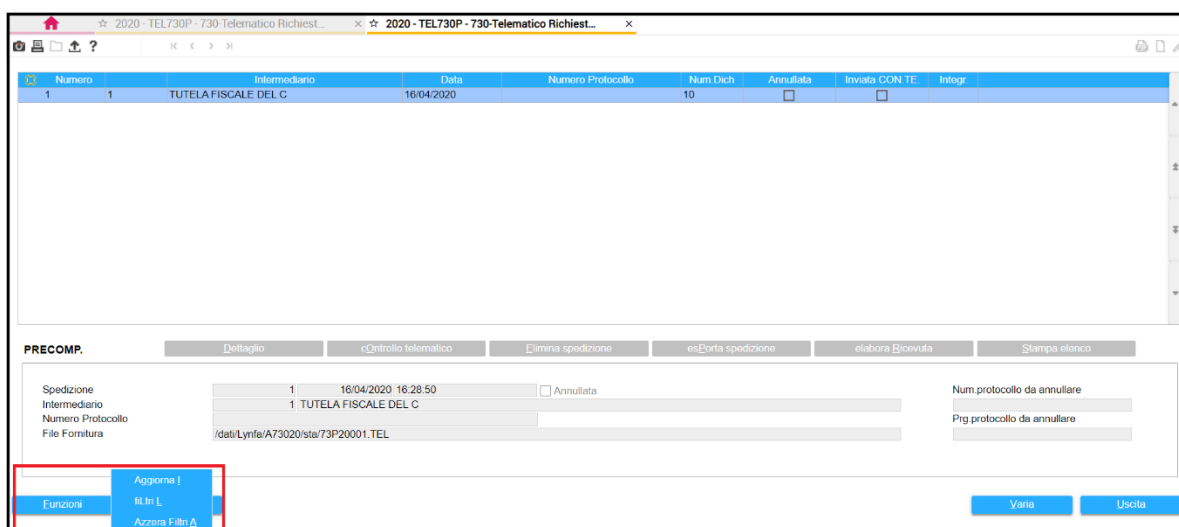 2020 - TEL730P - 730-Telematico Richiest... × 2020 - TEL730P - 730-Telematico Richiest... ×
?
Numero Intermediario Data Numero Protocollo Num.Dich Annullata Inviata CON TE. Integr.
1 1 TUTELA FISCALE DEL C 16/04/2020 10
PRECOMP. Dettaglio cOntrollo telematico Elimina spedizione esPorta spedizione elabora Ricevuta Stampa elenco
Spedizione 1 16/04/2020 16:28:50 Annullata Num.protocollo da annullare
Intermediario 1 TUTELA FISCALE DEL C
Numero Protocollo Prg.protocollo da annullare
File Fornitura /dati/Lynfa/A73020/sta/73P20001.TEL
Aggiorna I
Funzioni fiLtri L Varia Uscita
Azzera Filtri A